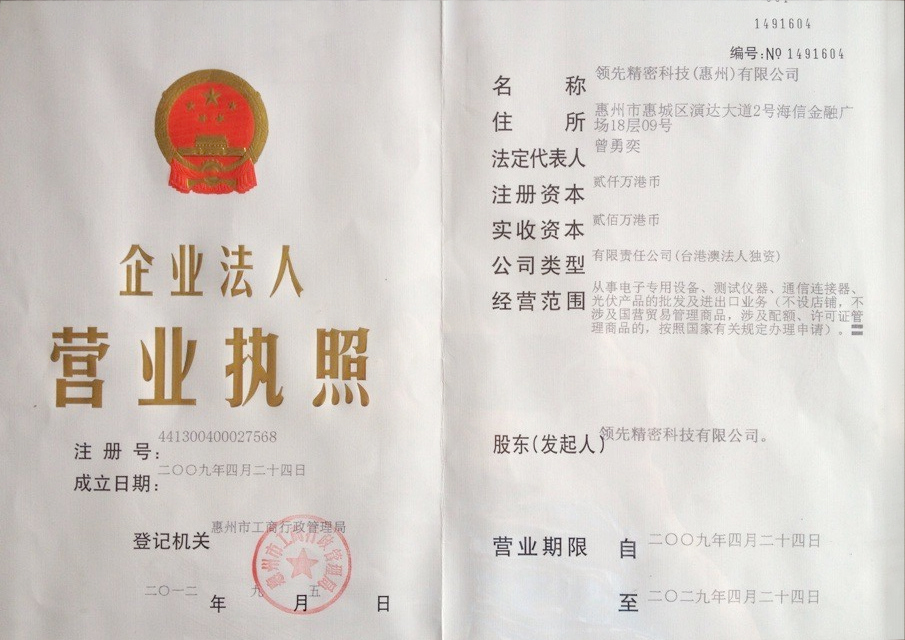 企业法人
营业执照
注册号:441300400027568
成立日期:二〇〇九年四月二十四日
登记机关 惠州市工商行政管理局
惠州市工商行政管理局
二〇一二年 九月 五日
1491604
编号:№ 1491604
名称 领先精密科技(惠州)有限公司
住所 惠州市惠城区演达大道2号海信金融广
场18层09号
法定代表人 曾勇奕
注册资本 贰仟万港币
实收资本 贰佰万港币
公司类型 有限责任公司(台港澳法人独资)
经营范围 从事电子专用设备、测试仪器、通信连接器、
光伏产品的批发及进出口业务(不设店铺,不
涉及国营贸易管理商品,涉及配额、许可证管
理商品的,按照国家有关规定办理申请)。
股东(发起人) 领先精密科技有限公司。
营业期限 自 二〇〇九年四月二十四日
至 二〇二九年四月二十四日